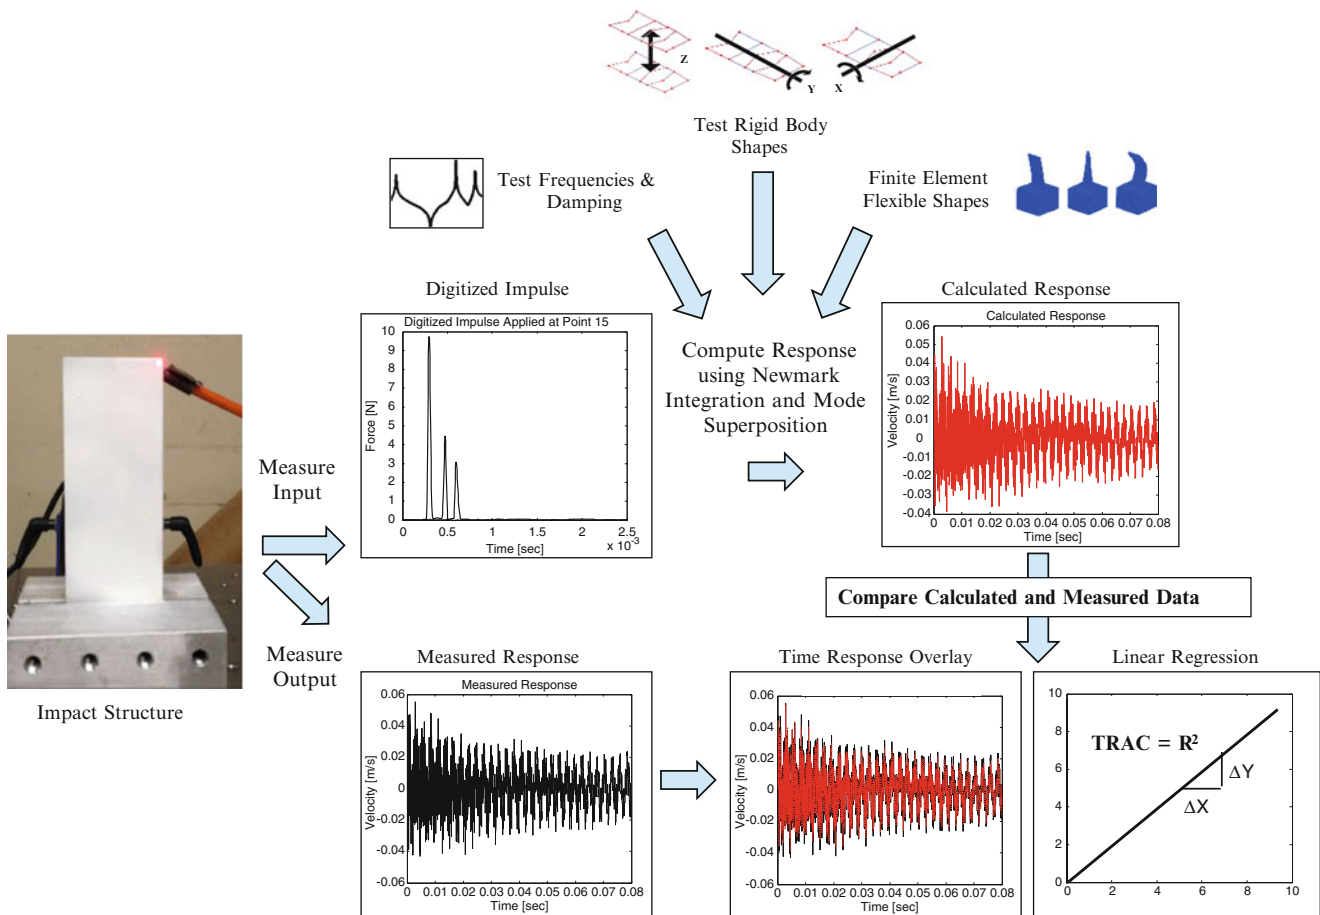 Z
Y
X
Test Rigid Body
Shapes
Test Frequencies &
Damping
Finite Element
Flexible Shapes
Digitized Impulse
Digitized Impulse Applied at Point 15
10
9
8
7
6
5
4
3
2
1
0
Force [N]
0 0.5 1 1.5 2 2.5
x 10⁻³
Time [sec]
Compute Response
using Newmark
Integration and Mode
Superposition
Calculated Response
Calculated Response
0.06
0.05
0.04
0.03
0.02
0.01
0
-0.01
-0.02
-0.03
-0.04
Velocity [m/s]
0 0.01 0.02 0.03 0.04 0.05 0.06 0.07 0.08
Time [sec]
Measure
Input
Measure
Output
Impact Structure
Compare Calculated and Measured Data
Measured Response
Measured Response
0.06
0.04
0.02
0
-0.02
-0.04
-0.06
Velocity [m/s]
0 0.01 0.02 0.03 0.04 0.05 0.06 0.07 0.08
Time [sec]
Time Response Overlay
0.06
0.04
0.02
0
-0.02
-0.04
-0.06
Velocity [m/s]
0 0.01 0.02 0.03 0.04 0.05 0.06 0.07 0.08
Time [sec]
Linear Regression
10
8
6
4
2
0
TRAC = R²
ΔY
ΔX
0 2 4 6 8 10